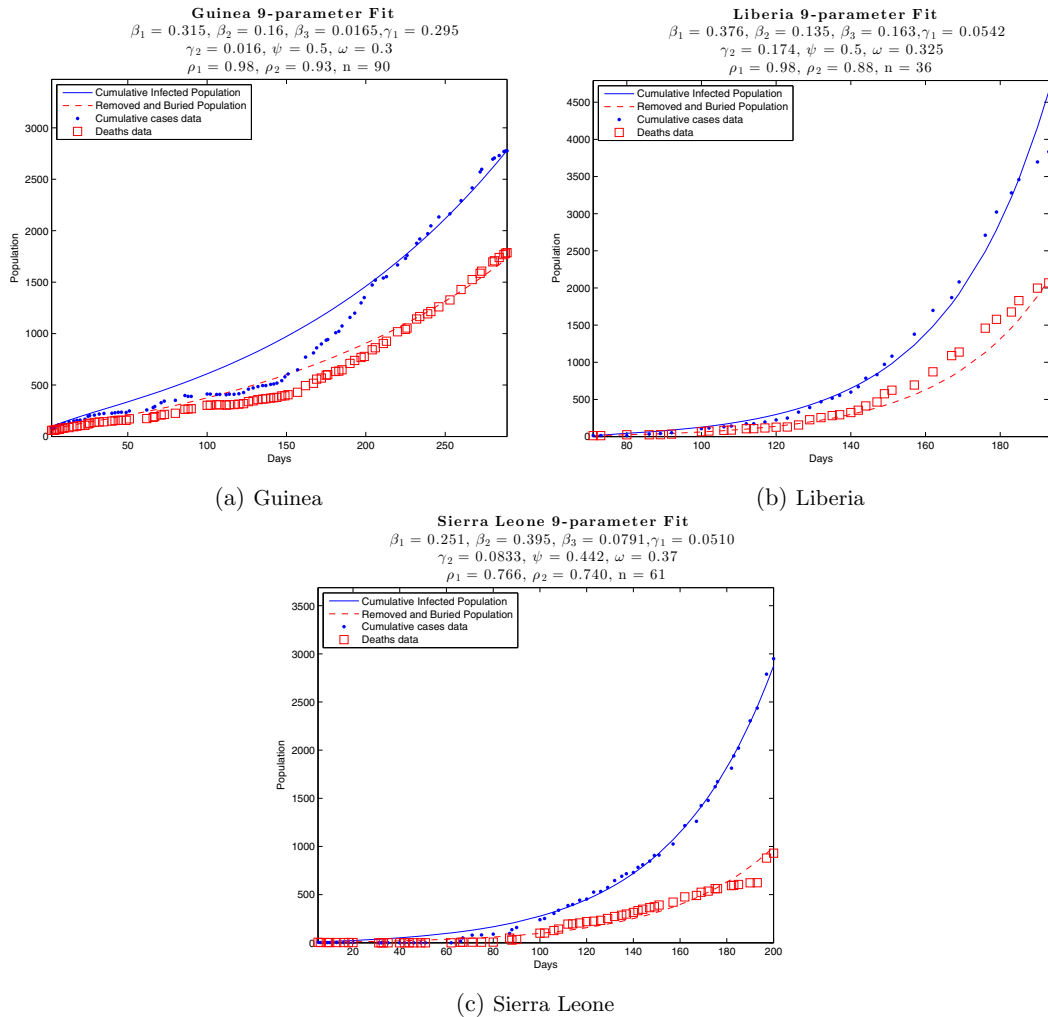 Guinea 9-parameter Fit
β₁ = 0.315, β₂ = 0.16, β₃ = 0.0165,γ₁ = 0.295
γ₂ = 0.016, ψ = 0.5, ω = 0.3
ρ₁ = 0.98, ρ₂ = 0.93, n = 90
Cumulative Infected Population
Removed and Buried Population
Cumulative cases data
Deaths data
3000
2500
2000
1500
1000
500
0
Population
50 100 150 200 250
Days
(a) Guinea
Liberia 9-parameter Fit
β₁ = 0.376, β₂ = 0.135, β₃ = 0.163,γ₁ = 0.0542
γ₂ = 0.174, ψ = 0.5, ω = 0.325
ρ₁ = 0.98, ρ₂ = 0.88, n = 36
Cumulative Infected Population
Removed and Buried Population
Cumulative cases data
Deaths data
4500
4000
3500
3000
2500
2000
1500
1000
500
0
Population
80 100 120 140 160 180
Days
(b) Liberia
Sierra Leone 9-parameter Fit
β₁ = 0.251, β₂ = 0.395, β₃ = 0.0791,γ₁ = 0.0510
γ₂ = 0.0833, ψ = 0.442, ω = 0.37
ρ₁ = 0.766, ρ₂ = 0.740, n = 61
Cumulative Infected Population
Removed and Buried Population
Cumulative cases data
Deaths data
3500
3000
2500
2000
1500
1000
500
0
Population
20 40 60 80 100 120 140 160 180 200
Days
(c) Sierra Leone